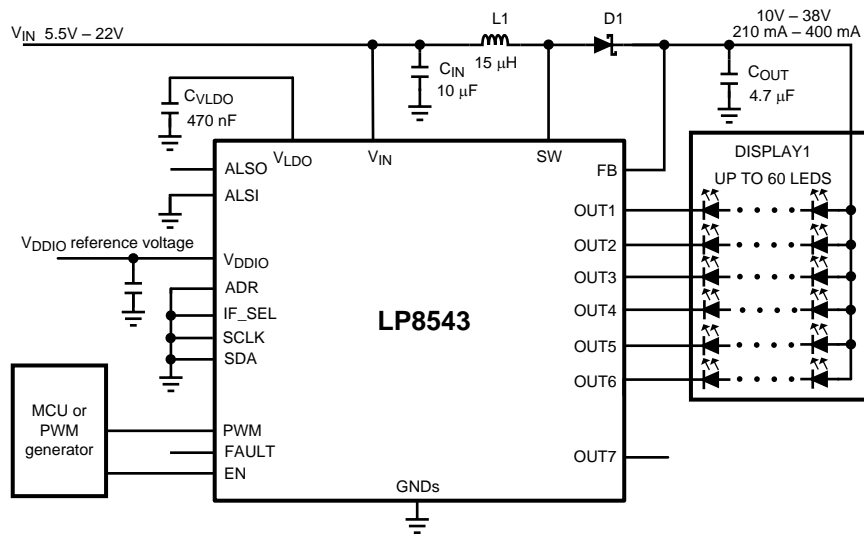 L1
D1
10V – 38V
210 mA – 400 mA
VIN 5.5V – 22V
CIN
10 μF
15 μH
COUT
4.7 μF
CVLDO
470 nF
VLDO
VIN
SW
FB
DISPLAY1
UP TO 60 LEDS
ALSO
ALSI
OUT1
OUT2
OUT3
OUT4
OUT5
OUT6
OUT7
VDDIO reference voltage
VDDIO
ADR
IF_SEL
SCLK
SDA
LP8543
MCU or
PWM
generator
PWM
FAULT
EN
GNDs